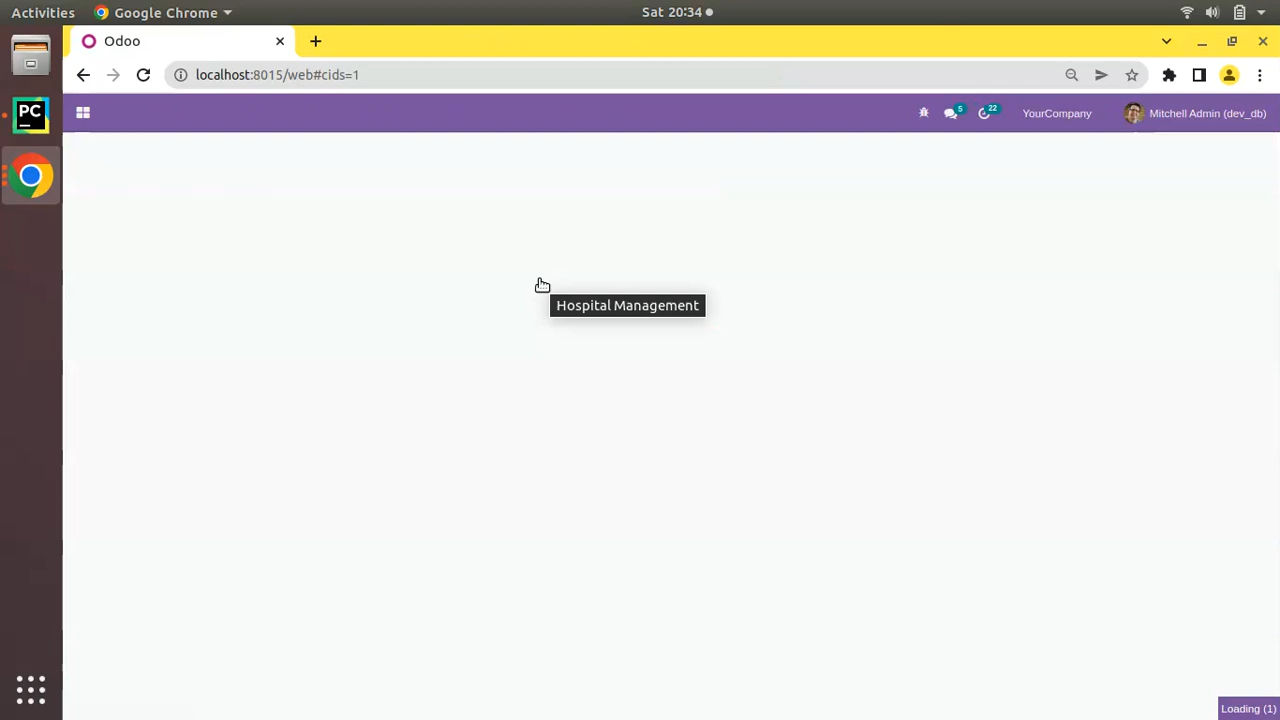 Activities
Google Chrome
Sat 20:34
Odoo
localhost:8015/web#cids=1
5
22
YourCompany
Mitchell Admin (dev_db)
PC
Hospital Management
Loading (1)